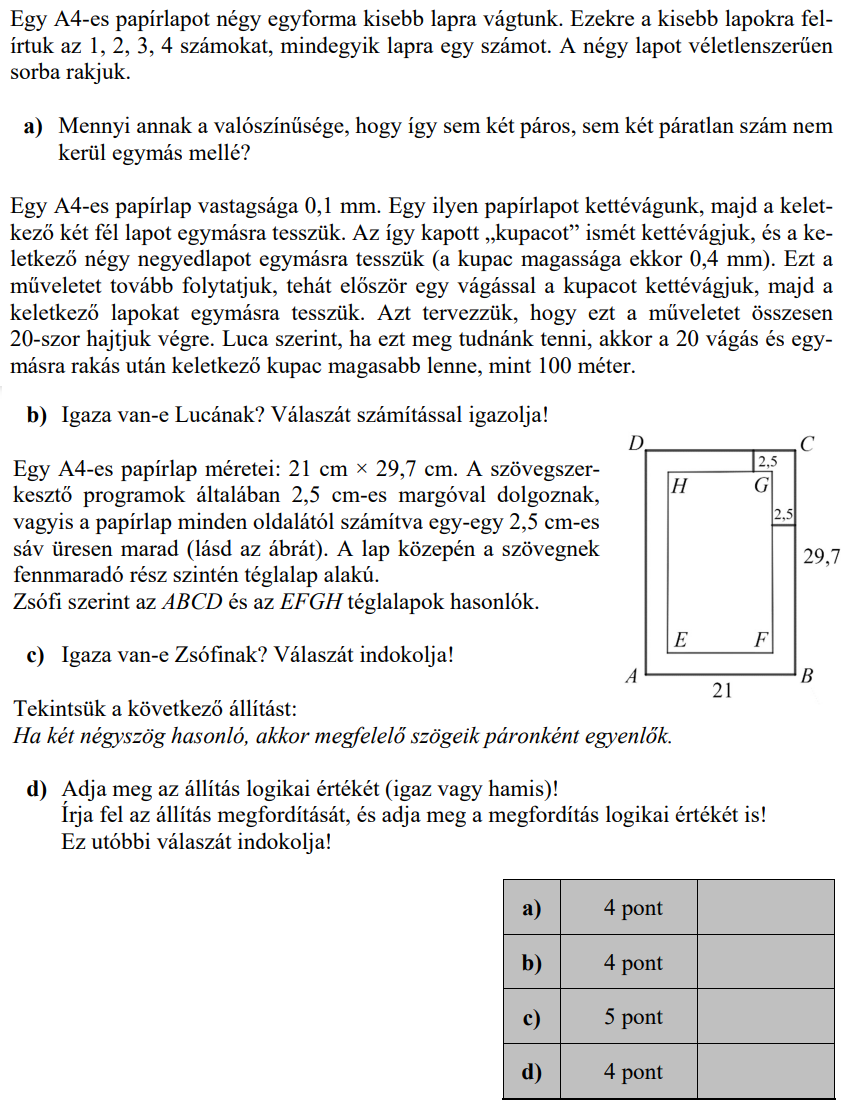 Egy A4-es papírlapot négy egyforma kisebb lapra vágtunk. Ezekre a kisebb lapokra fel-
írtuk az 1, 2, 3, 4 számokat, mindegyik lapra egy számot. A négy lapot véletlenszerűen
sorba rakjuk.
a) Mennyi annak a valószínűsége, hogy így sem két páros, sem két páratlan szám nem
kerül egymás mellé?
Egy A4-es papírlap vastagsága 0,1 mm. Egy ilyen papírlapot kettévágunk, majd a kelet-
kező két fél lapot egymásra tesszük. Az így kapott „kupacot” ismét kettévágjuk, és a ke-
letkező négy negyedlapot egymásra tesszük (a kupac magassága ekkor 0,4 mm). Ezt a
műveletet tovább folytatjuk, tehát először egy vágással a kupacot kettévágjuk, majd a
keletkező lapokat egymásra tesszük. Azt tervezzük, hogy ezt a műveletet összesen
20-szor hajtjuk végre. Luca szerint, ha ezt meg tudnánk tenni, akkor a 20 vágás és egy-
másra rakás után keletkező kupac magasabb lenne, mint 100 méter.
b) Igaza van-e Lucának? Válaszát számítással igazolja!
Egy A4-es papírlap méretei: 21 cm × 29,7 cm. A szövegszer-
kesztő programok általában 2,5 cm-es margóval dolgoznak,
vagyis a papírlap minden oldalától számítva egy-egy 2,5 cm-es
sáv üresen marad (lásd az ábrát). A lap közepén a szövegnek
fennmaradó rész szintén téglalap alakú.
Zsófi szerint az ABCD és az EFGH téglalapok hasonlók.
c) Igaza van-e Zsófinak? Válaszát indokolja!
D
C
2,5
H
G
2,5
29,7
E
F
A
B
21
Tekintsük a következő állítást:
Ha két négyszög hasonló, akkor megfelelő szögeik páronként egyenlők.
d) Adja meg az állítás logikai értékét (igaz vagy hamis)!
Írja fel az állítás megfordítását, és adja meg a megfordítás logikai értékét is!
Ez utóbbi válaszát indokolja!
a) 4 pont
b) 4 pont
c) 5 pont
d) 4 pont